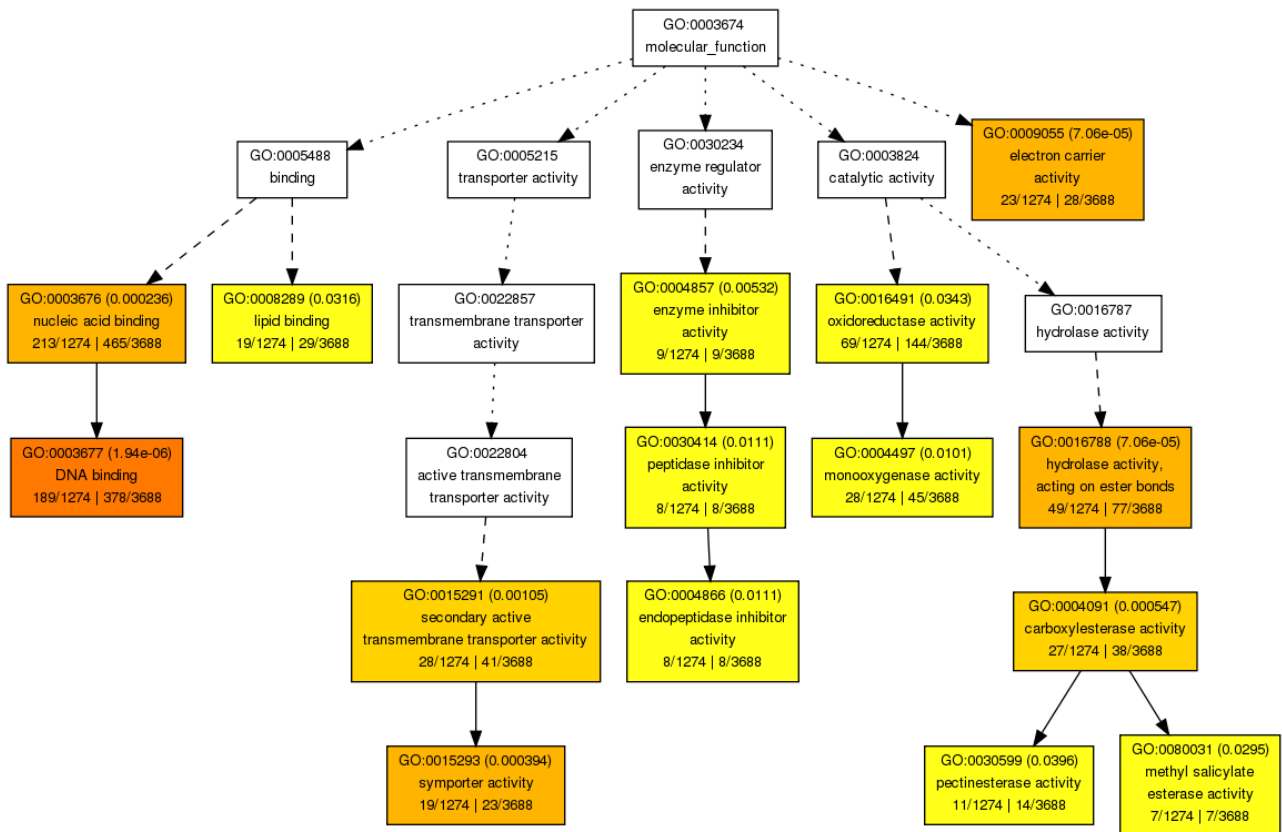 GO:0003674
molecular_function
GO:0005488
binding
GO:0005215
transporter activity
GO:0030234
enzyme regulator
activity
GO:0003824
catalytic activity
GO:0009055 (7.06e-05)
electron carrier
activity
23/1274 | 28/3688
GO:0003676 (0.000236)
nucleic acid binding
213/1274 | 465/3688
GO:0008289 (0.0316)
lipid binding
19/1274 | 29/3688
GO:0022857
transmembrane transporter
activity
GO:0004857 (0.00532)
enzyme inhibitor
activity
9/1274 | 9/3688
GO:0016491 (0.0343)
oxidoreductase activity
69/1274 | 144/3688
GO:0016787
hydrolase activity
GO:0003677 (1.94e-06)
DNA binding
189/1274 | 378/3688
GO:0022804
active transmembrane
transporter activity
GO:0030414 (0.0111)
peptidase inhibitor
activity
8/1274 | 8/3688
GO:0004497 (0.0101)
monooxygenase activity
28/1274 | 45/3688
GO:0016788 (7.06e-05)
hydrolase activity,
acting on ester bonds
49/1274 | 77/3688
GO:0015291 (0.00105)
secondary active
transmembrane transporter activity
28/1274 | 41/3688
GO:0004866 (0.0111)
endopeptidase inhibitor
activity
8/1274 | 8/3688
GO:0004091 (0.000547)
carboxylesterase activity
27/1274 | 38/3688
GO:0015293 (0.000394)
symporter activity
19/1274 | 23/3688
GO:0030599 (0.0396)
pectinesterase activity
11/1274 | 14/3688
GO:0080031 (0.0295)
methyl salicylate
esterase activity
7/1274 | 7/3688